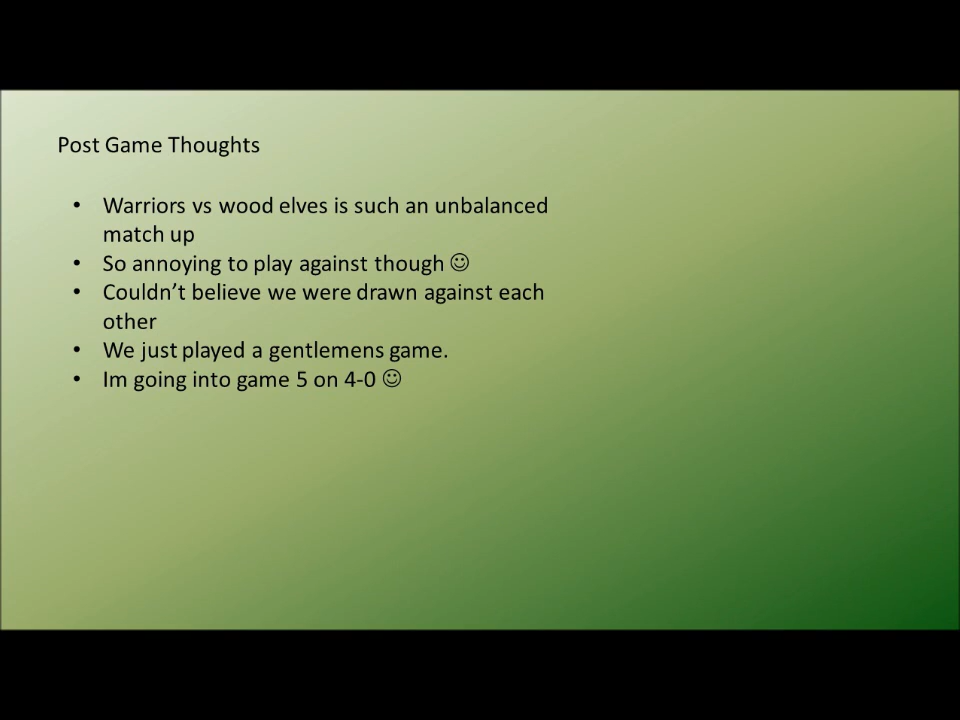 Post Game Thoughts
• Warriors vs wood elves is such an unbalanced
match up
• So annoying to play against though ☺
• Couldn’t believe we were drawn against each
other
• We just played a gentlemens game.
• Im going into game 5 on 4-0 ☺